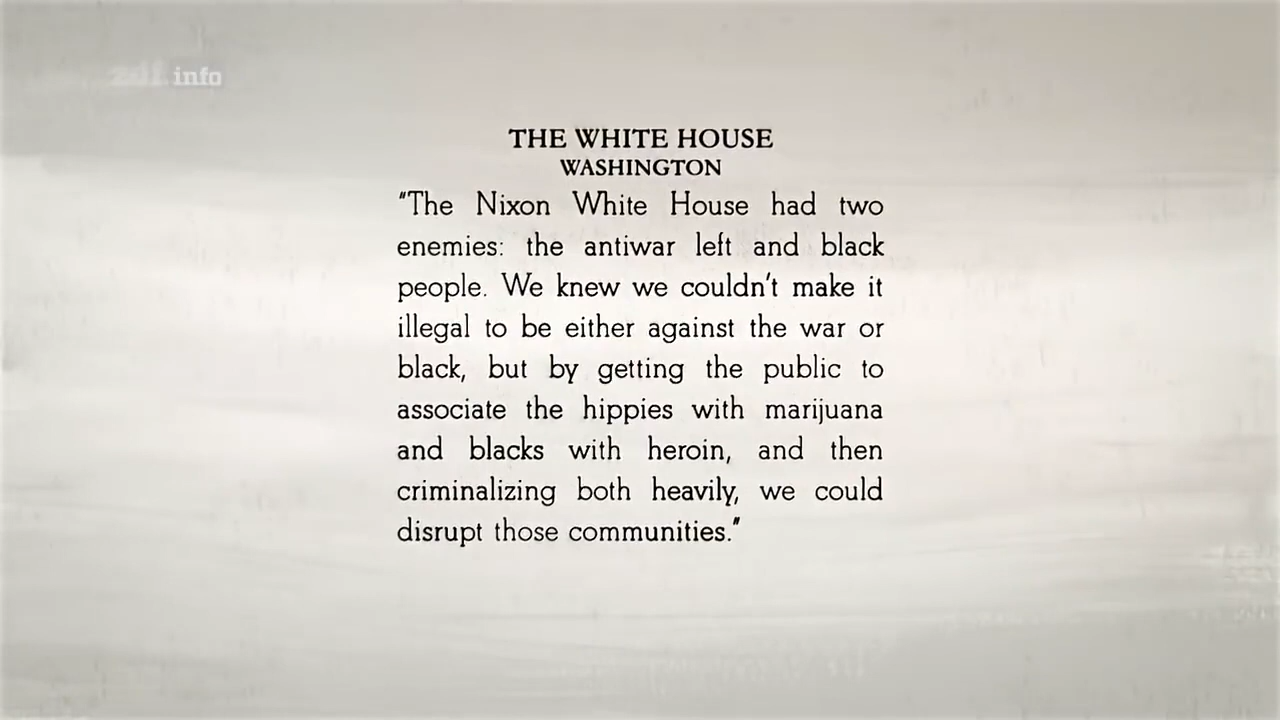 zdf.info
THE WHITE HOUSE
WASHINGTON
"The Nixon White House had two
enemies: the antiwar left and black
people. We knew we couldn't make it
illegal to be either against the war or
black, but by getting the public to
associate the hippies with marijuana
and blacks with heroin, and then
criminalizing both heavily, we could
disrupt those communities."